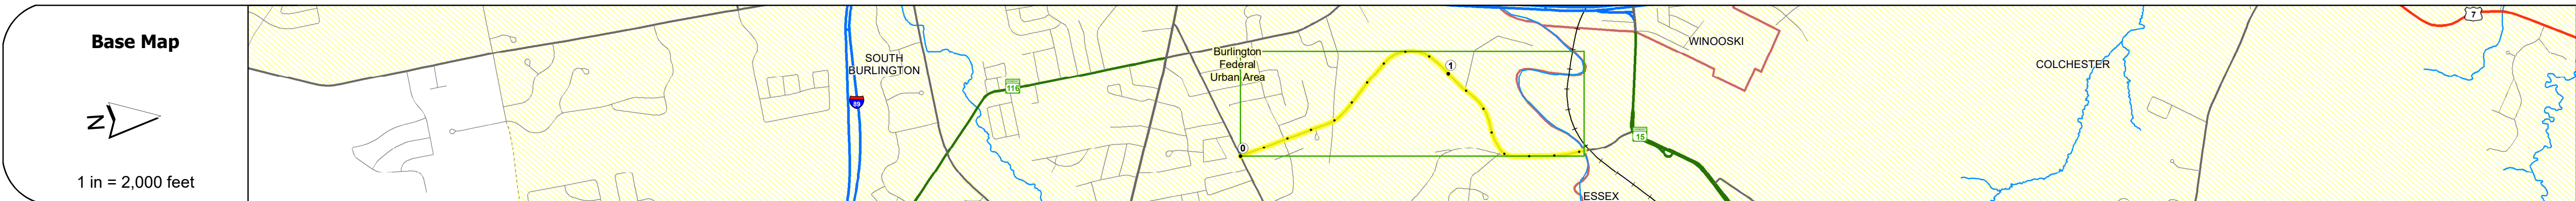 Base Map
N
1 in = 2,000 feet
SOUTH
BURLINGTON
89
116
Burlington
Federal
Urban Area
0
1
WINOOSKI
15
ESSEX
COLCHESTER
7